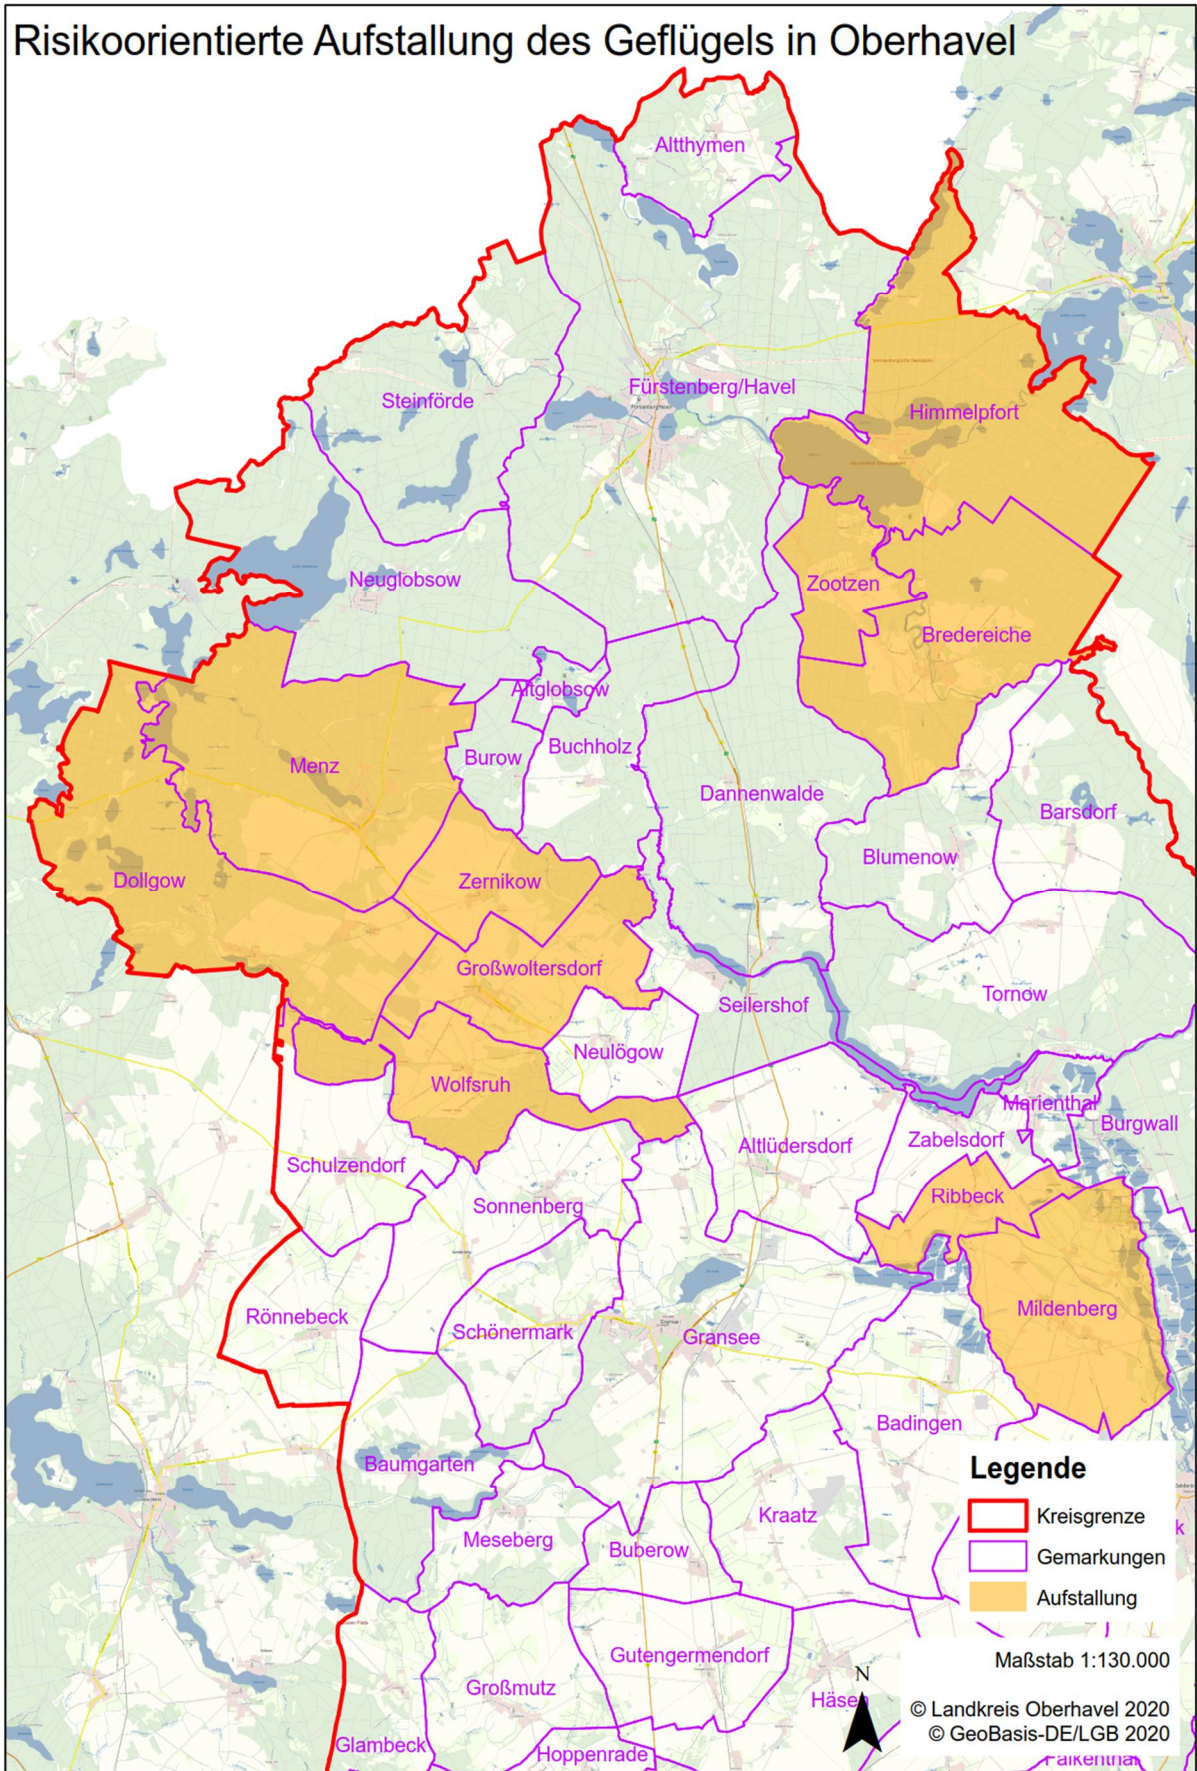 Risikoorientierte Aufstallung des Geflügels in Oberhavel
Altthymen
Fürstenberg/Havel
Steinförde
Himmelpfort
Neuglobsow
Zootzen
Bredereiche
Altglobsow
Buchholz
Burow
Menz
Dannenwalde
Barsdorf
Blumenow
Dollgow
Zernikow
Großwoltersdorf
Tornow
Seilershof
Neulögow
Wolfsruh
Marienthal
Burgwall
Zabelsdorf
Altlüdersdorf
Schulzendorf
Ribbeck
Sonnenberg
Mildenberg
Rönnebeck
Schönermark
Gransee
Badingen
Baumgarten
Kraatz
Meseberg
Buberow
Gutengermendorf
Großmutz
Häsen
Glambeck
Hoppenrade
Falkenthal
Legende
Kreisgrenze
Gemarkungen
Aufstallung
k
Maßstab 1:130.000
N
© Landkreis Oberhavel 2020
© GeoBasis-DE/LGB 2020